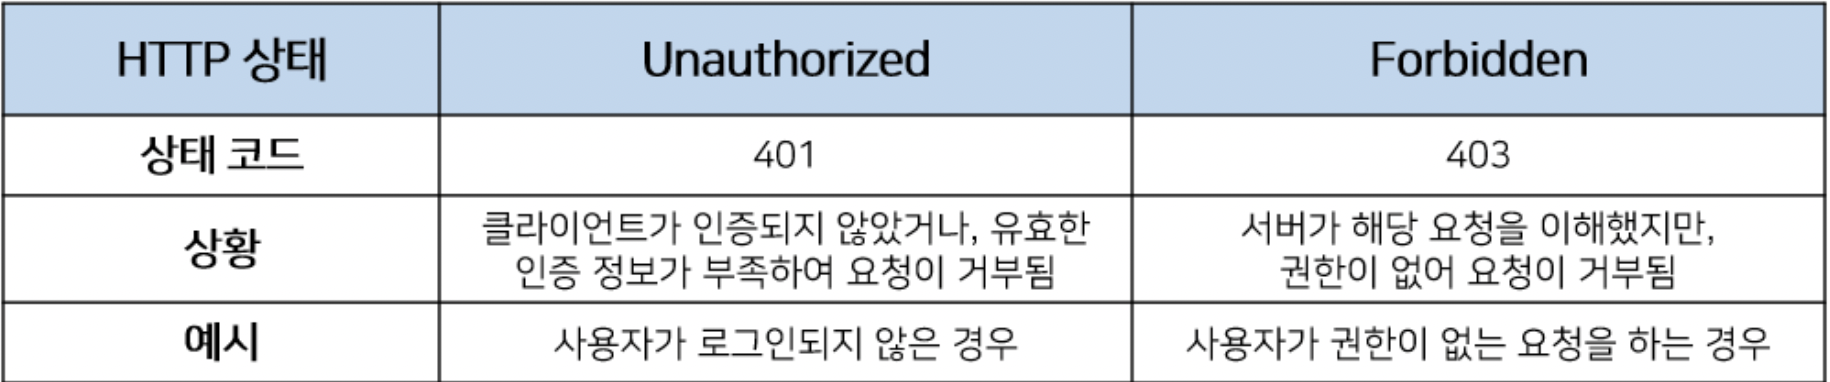 HTTP 상태
Unauthorized
Forbidden
상태 코드
401
403
상황
클라이언트가 인증되지 않았거나, 유효한
인증 정보가 부족하여 요청이 거부됨
서버가 해당 요청을 이해했지만,
권한이 없어 요청이 거부됨
예시
사용자가 로그인되지 않은 경우
사용자가 권한이 없는 요청을 하는 경우